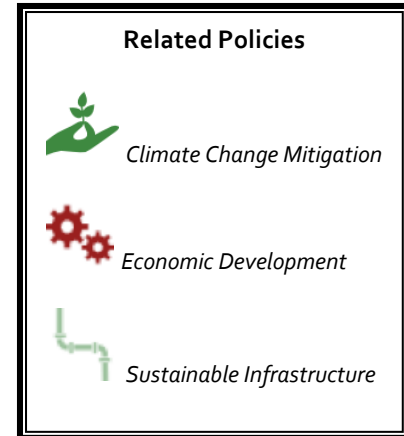 Related Policies
Climate Change Mitigation
Economic Development
Sustainable Infrastructure